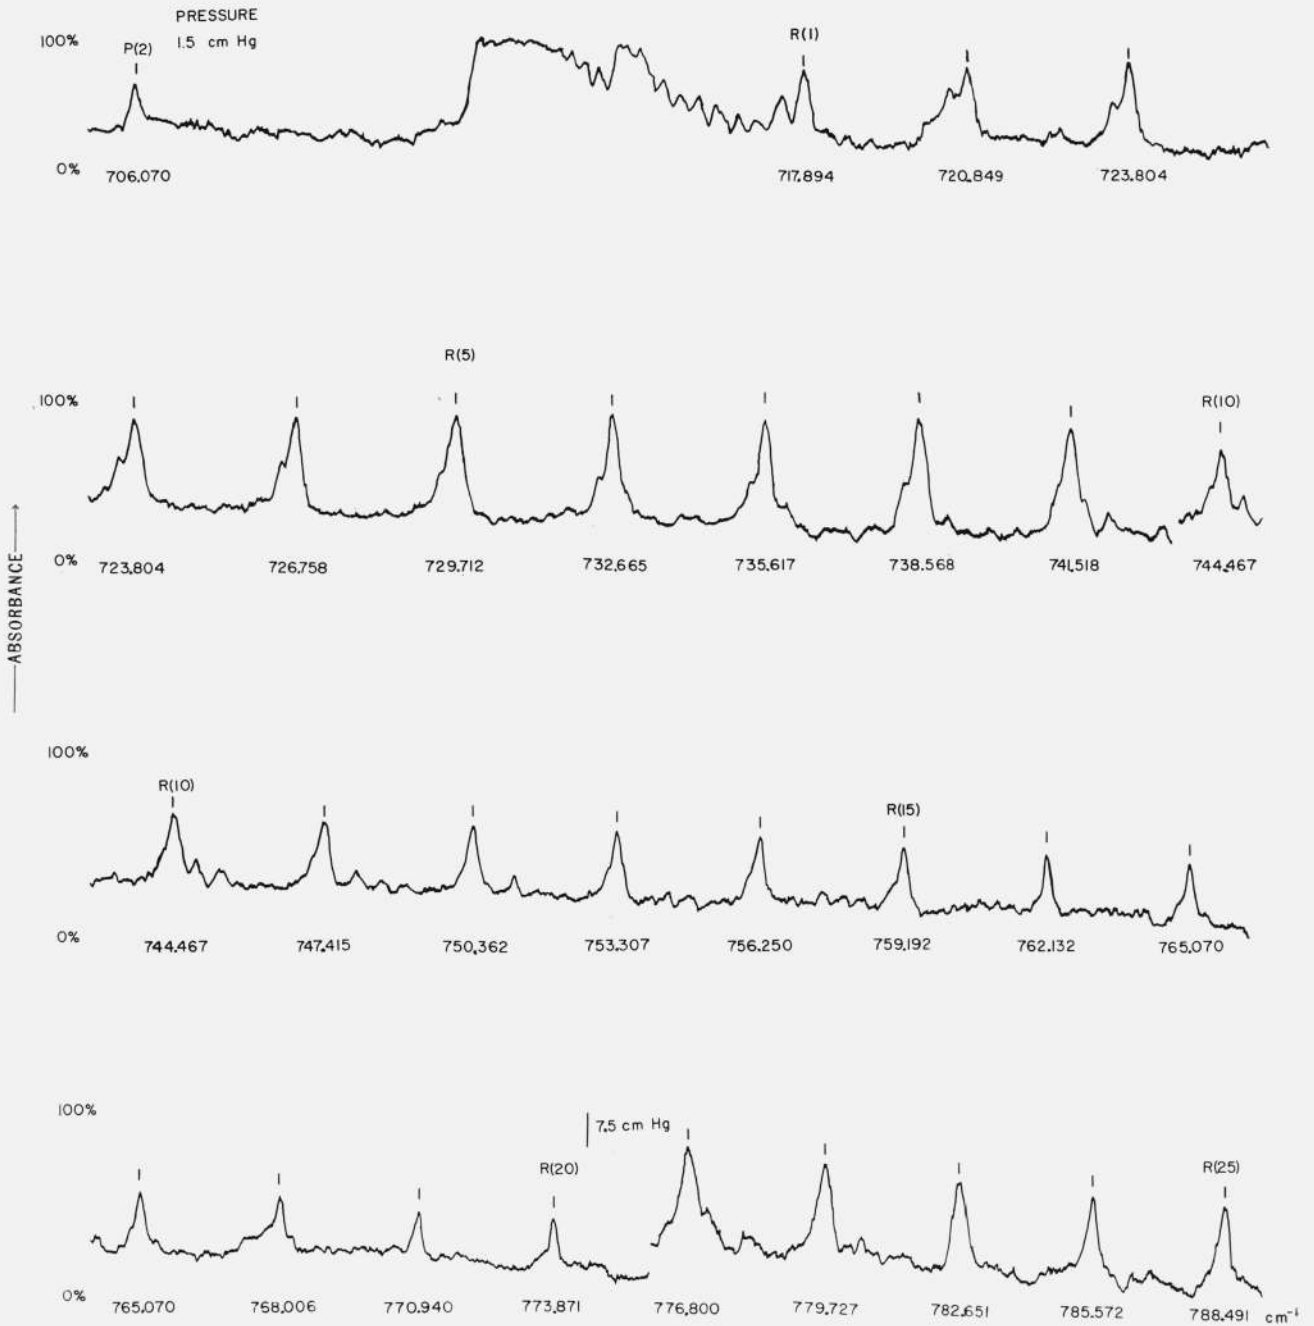 PRESSURE
100%
P(2)
1.5 cm Hg
R(1)
0%
706.070
717.894
720.849
723.804
R(5)
100%
R(10)
0%
723.804
726.758
729.712
732.665
735.617
738.568
741.518
744.467
ABSORBANCE
100%
R(10)
R(15)
0%
744.467
747.415
750.362
753.307
756.250
759.192
762.132
765.070
100%
7.5 cm Hg
R(20)
R(25)
0%
765.070
768.006
770.940
773.871
776.800
779.727
782.651
785.572
788.491 cm⁻¹